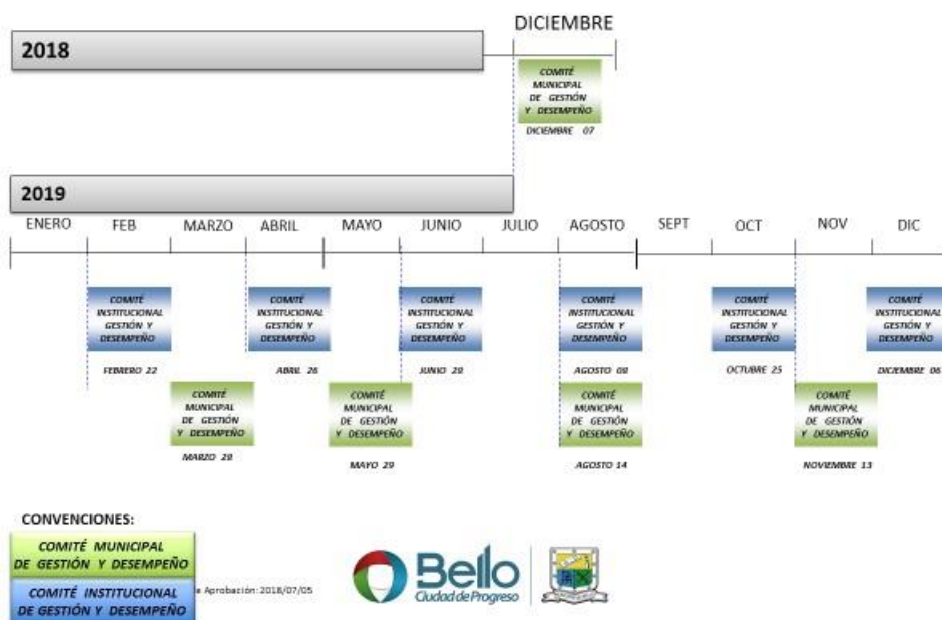 DICIEMBRE
2018
COMITÉ
MUNICIPAL
DE GESTIÓN
Y DESEMPEÑO
DICIEMBRE 07
2019
ENERO FEB MARZO ABRIL MAYO JUNIO JULIO AGOSTO SEPT OCT NOV DIC
COMITÉ
INSTITUCIONAL
GESTIÓN Y
DESEMPEÑO
FEBRERO 22
COMITÉ
INSTITUCIONAL
GESTIÓN Y
DESEMPEÑO
ABRIL 26
COMITÉ
INSTITUCIONAL
GESTIÓN Y
DESEMPEÑO
JUNIO 28
COMITÉ
INSTITUCIONAL
GESTIÓN Y
DESEMPEÑO
AGOSTO 08
COMITÉ
INSTITUCIONAL
GESTIÓN Y
DESEMPEÑO
OCTUBRE 25
COMITÉ
INSTITUCIONAL
GESTIÓN Y
DESEMPEÑO
DICIEMBRE 06
COMITÉ
MUNICIPAL
DE GESTIÓN
Y DESEMPEÑO
MARZO 28
COMITÉ
MUNICIPAL
DE GESTIÓN
Y DESEMPEÑO
MAYO 29
COMITÉ
MUNICIPAL
DE GESTIÓN
Y DESEMPEÑO
AGOSTO 14
COMITÉ
MUNICIPAL
DE GESTIÓN
Y DESEMPEÑO
NOVIEMBRE 13
CONVENCIONES:
COMITÉ MUNICIPAL
DE GESTIÓN Y DESEMPEÑO
COMITÉ INSTITUCIONAL
DE GESTIÓN Y DESEMPEÑO
Aprobación: 2018/07/05
Bello
Ciudad de Progreso